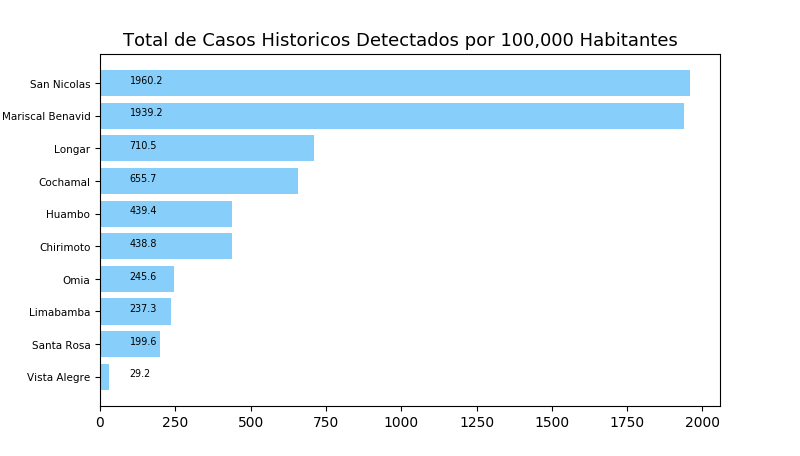 Total de Casos Historicos Detectados por 100,000 Habitantes
San Nicolas 1960.2
Mariscal Benavid 1939.2
Longar 710.5
Cochamal 655.7
Huambo 439.4
Chirimoto 438.8
Omia 245.6
Limabamba 237.3
Santa Rosa 199.6
Vista Alegre 29.2
0 250 500 750 1000 1250 1500 1750 2000